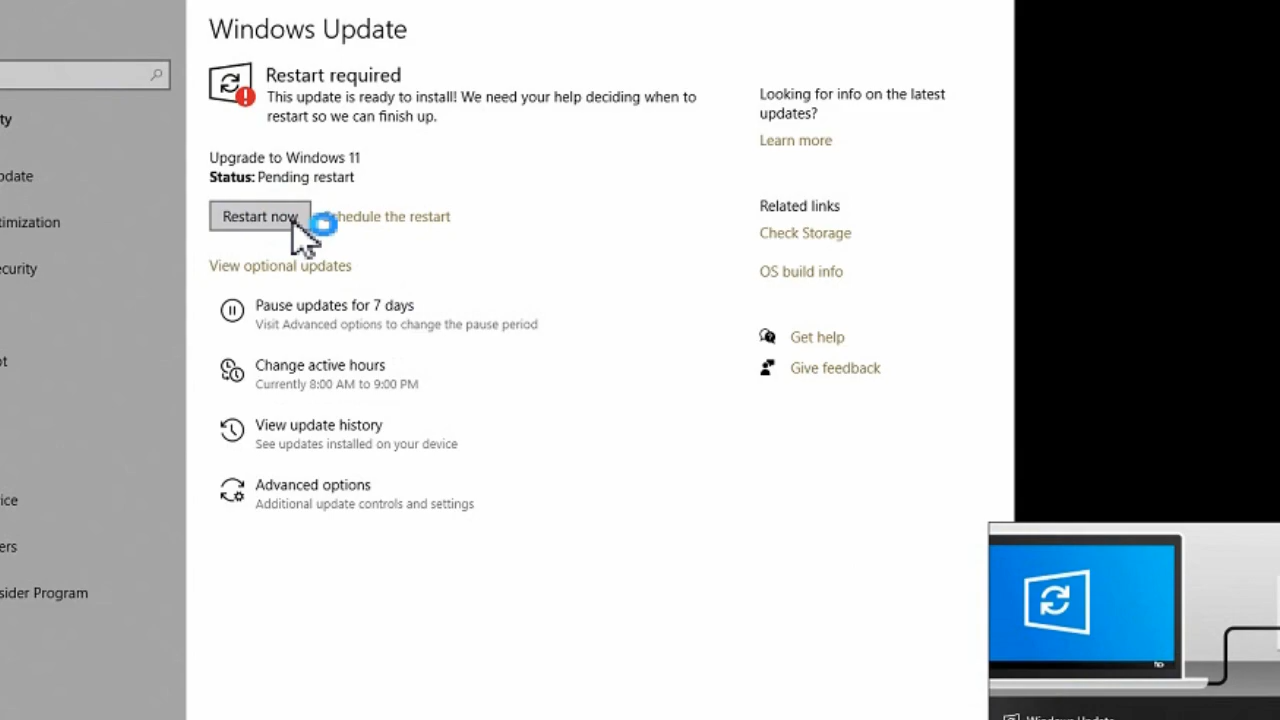 Windows Update
Restart required
This update is ready to install! We need your help deciding when to
restart so we can finish up.
Upgrade to Windows 11
Status: Pending restart
Restart now
chedule the restart
View optional updates
Pause updates for 7 days
Visit Advanced options to change the pause period
Change active hours
Currently 8:00 AM to 9:00 PM
View update history
See updates installed on your device
Advanced options
Additional update controls and settings
Looking for info on the latest
updates?
Learn more
Related links
Check Storage
OS build info
Get help
Give feedback
ty
pdate
timization
ecurity
ot
ice
ers
sider Program
Windows Update